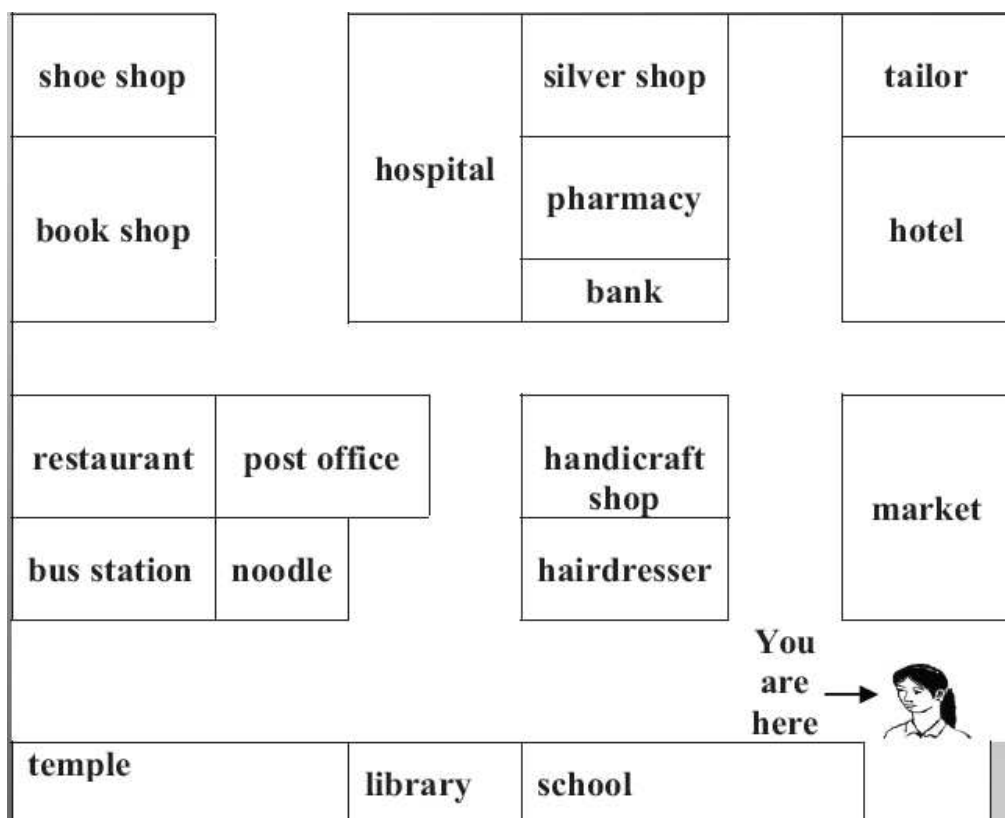 shoe shop
silver shop
tailor
hospital
pharmacy
book shop
hotel
bank
restaurant
post office
handicraft
shop
market
bus station
noodle
hairdresser
You
are
here
temple
library
school